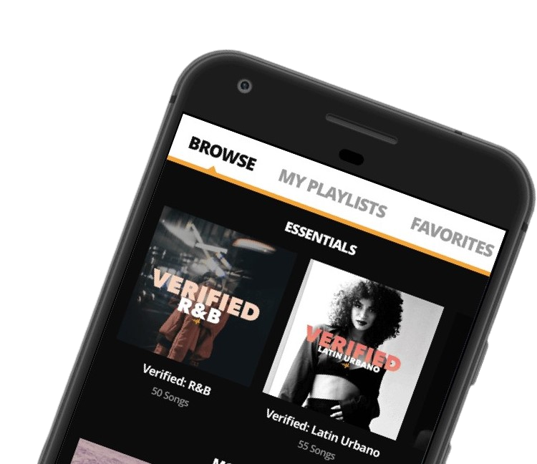 BROWSE
MY PLAYLISTS
FAVORITES
ESSENTIALS
VERIFIED
R&B
VERIFIED
LATIN URBANO
Verified: R&B
50 Songs
Verified: Latin Urbano
55 Songs